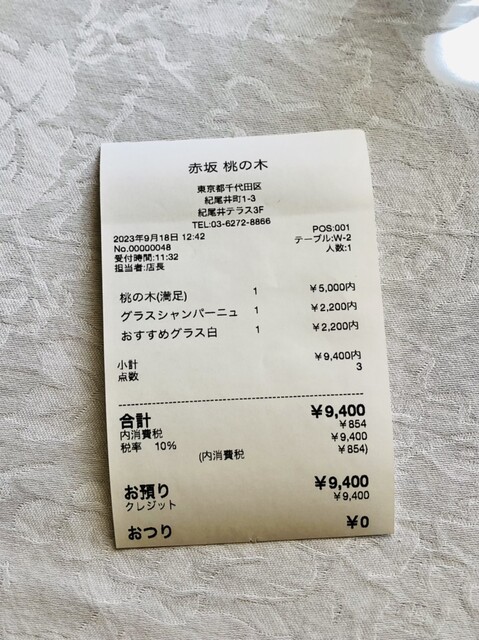 赤坂 桃の木
東京都千代田区
紀尾井町1-3
紀尾井テラス3F
TEL:03-6272-8866
2023年9月18日 12:42 POS:001
No.00000048 テーブル:W-2
受付時間:11:32 人数:1
担当者:店長
桃の木(満足) 1 ¥5,000内
グラスシャンパーニュ 1 ¥2,200内
おすすめグラス白 1 ¥2,200内
小計 ¥9,400内
点数 3
合計 ¥9,400
内消費税 ¥854
税率 10% ¥9,400
(内消費税 ¥854)
お預り ¥9,400
クレジット ¥9,400
おつり ¥0